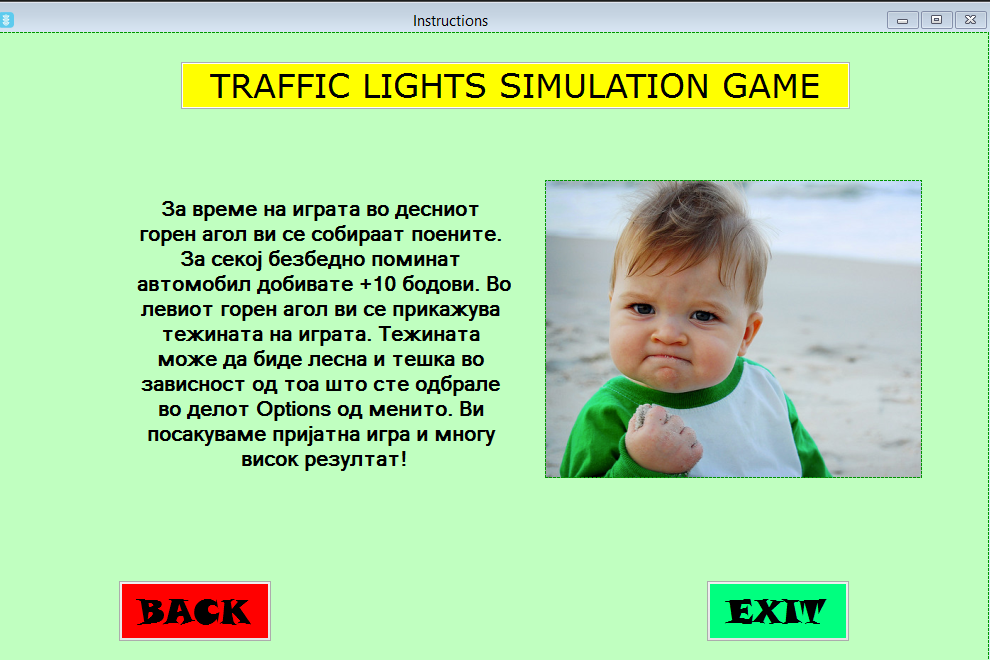 Instructions
TRAFFIC LIGHTS SIMULATION GAME
За време на играта во десниот
горен агол ви се собираат поените.
За секој безбедно поминат
автомобил добивате +10 бодови. Во
левиот горен агол ви се прикажува
тежината на играта. Тежината
може да биде лесна и тешка во
зависност од тоа што сте одбрале
во делот Options од менито. Ви
посакуваме пријатна игра и многу
висок резултат!
BACK
EXIT